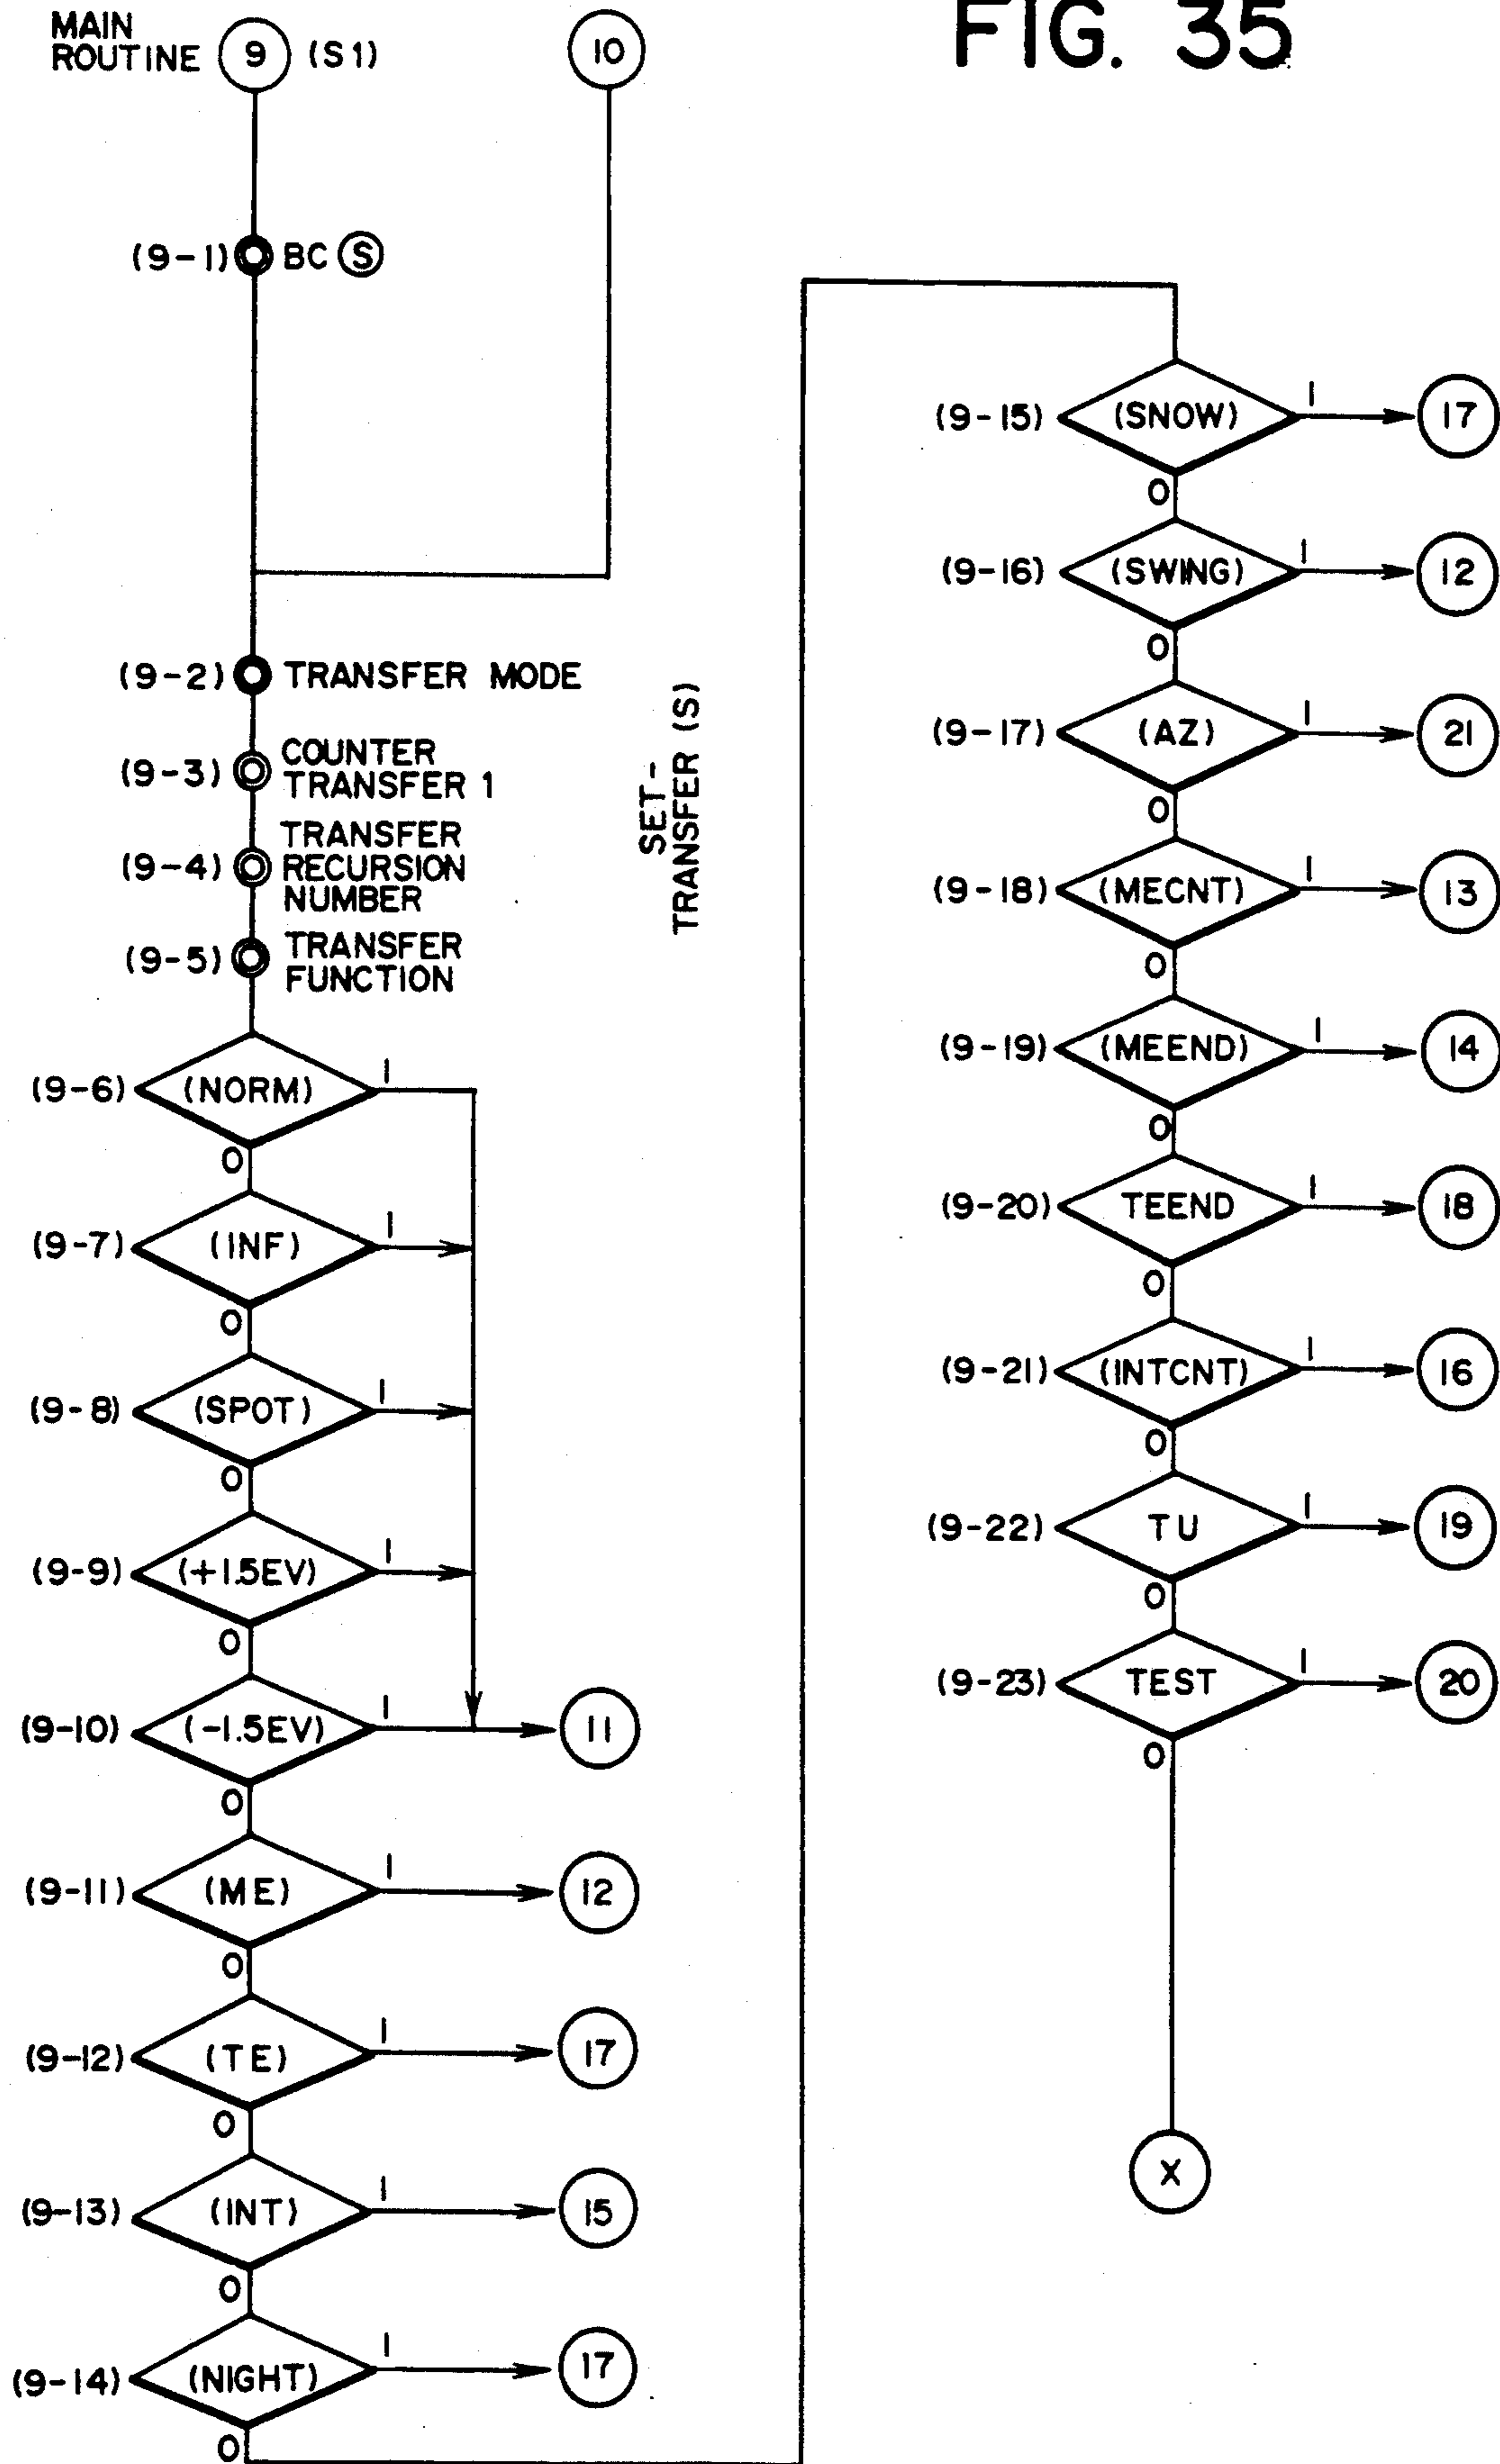 FIG. 35
MAIN
ROUTINE 9 (S1)
10
(9-1) BC S
(9-2) TRANSFER MODE
(9-3) COUNTER
TRANSFER 1
(9-4) TRANSFER
RECURSION
NUMBER
(9-5) TRANSFER
FUNCTION
SET-
TRANSFER (S)
(9-6) (NORM) 1
0
(9-7) (INF) 1
0
(9-8) (SPOT) 1
0
(9-9) (+1.5EV) 1
0
(9-10) (-1.5EV) 1 11
0
(9-11) (ME) 1 12
0
(9-12) (TE) 1 17
0
(9-13) (INT) 1 15
0
(9-14) (NIGHT) 1 17
0
(9-15) (SNOW) 1 17
0
(9-16) (SWING) 1 12
0
(9-17) (AZ) 1 21
0
(9-18) (MECNT) 1 13
0
(9-19) (MEEND) 1 14
0
(9-20) TEEND 1 18
0
(9-21) (INTCNT) 1 16
0
(9-22) TU 1 19
0
(9-23) TEST 1 20
0
X